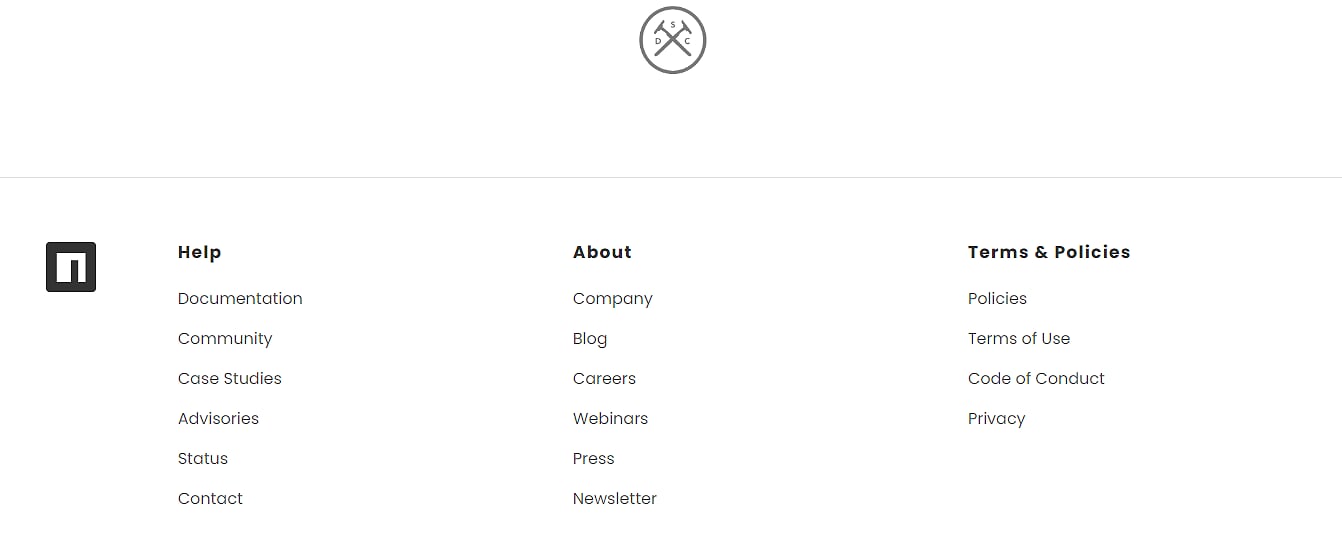 S
D C
Help
Documentation
Community
Case Studies
Advisories
Status
Contact
About
Company
Blog
Careers
Webinars
Press
Newsletter
Terms & Policies
Policies
Terms of Use
Code of Conduct
Privacy